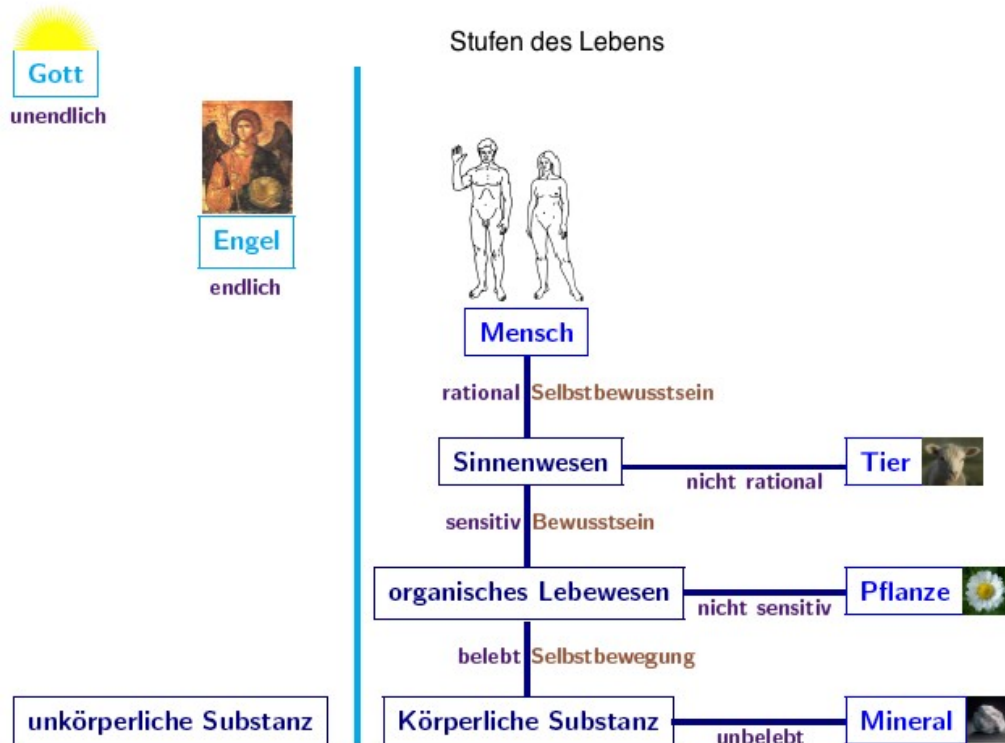 Stufen des Lebens
Gott
unendlich
Engel
endlich
Mensch
rational Selbstbewusstsein
Sinnenwesen
nicht rational
Tier
sensitiv Bewusstsein
organisches Lebewesen
nicht sensitiv
Pflanze
belebt Selbstbewegung
unkörperliche Substanz
Körperliche Substanz
unbelebt
Mineral